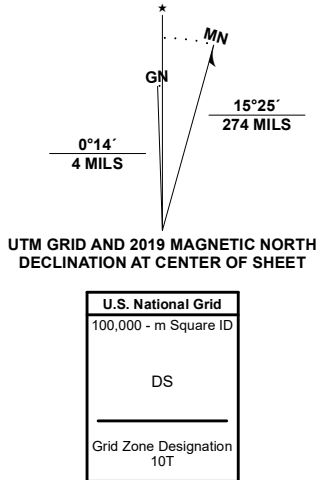 ★
MN
GN
15°25´
274 MILS
0°14´
4 MILS
UTM GRID AND 2019 MAGNETIC NORTH
DECLINATION AT CENTER OF SHEET
U.S. National Grid
100,000 - m Square ID
DS
Grid Zone Designation
10T